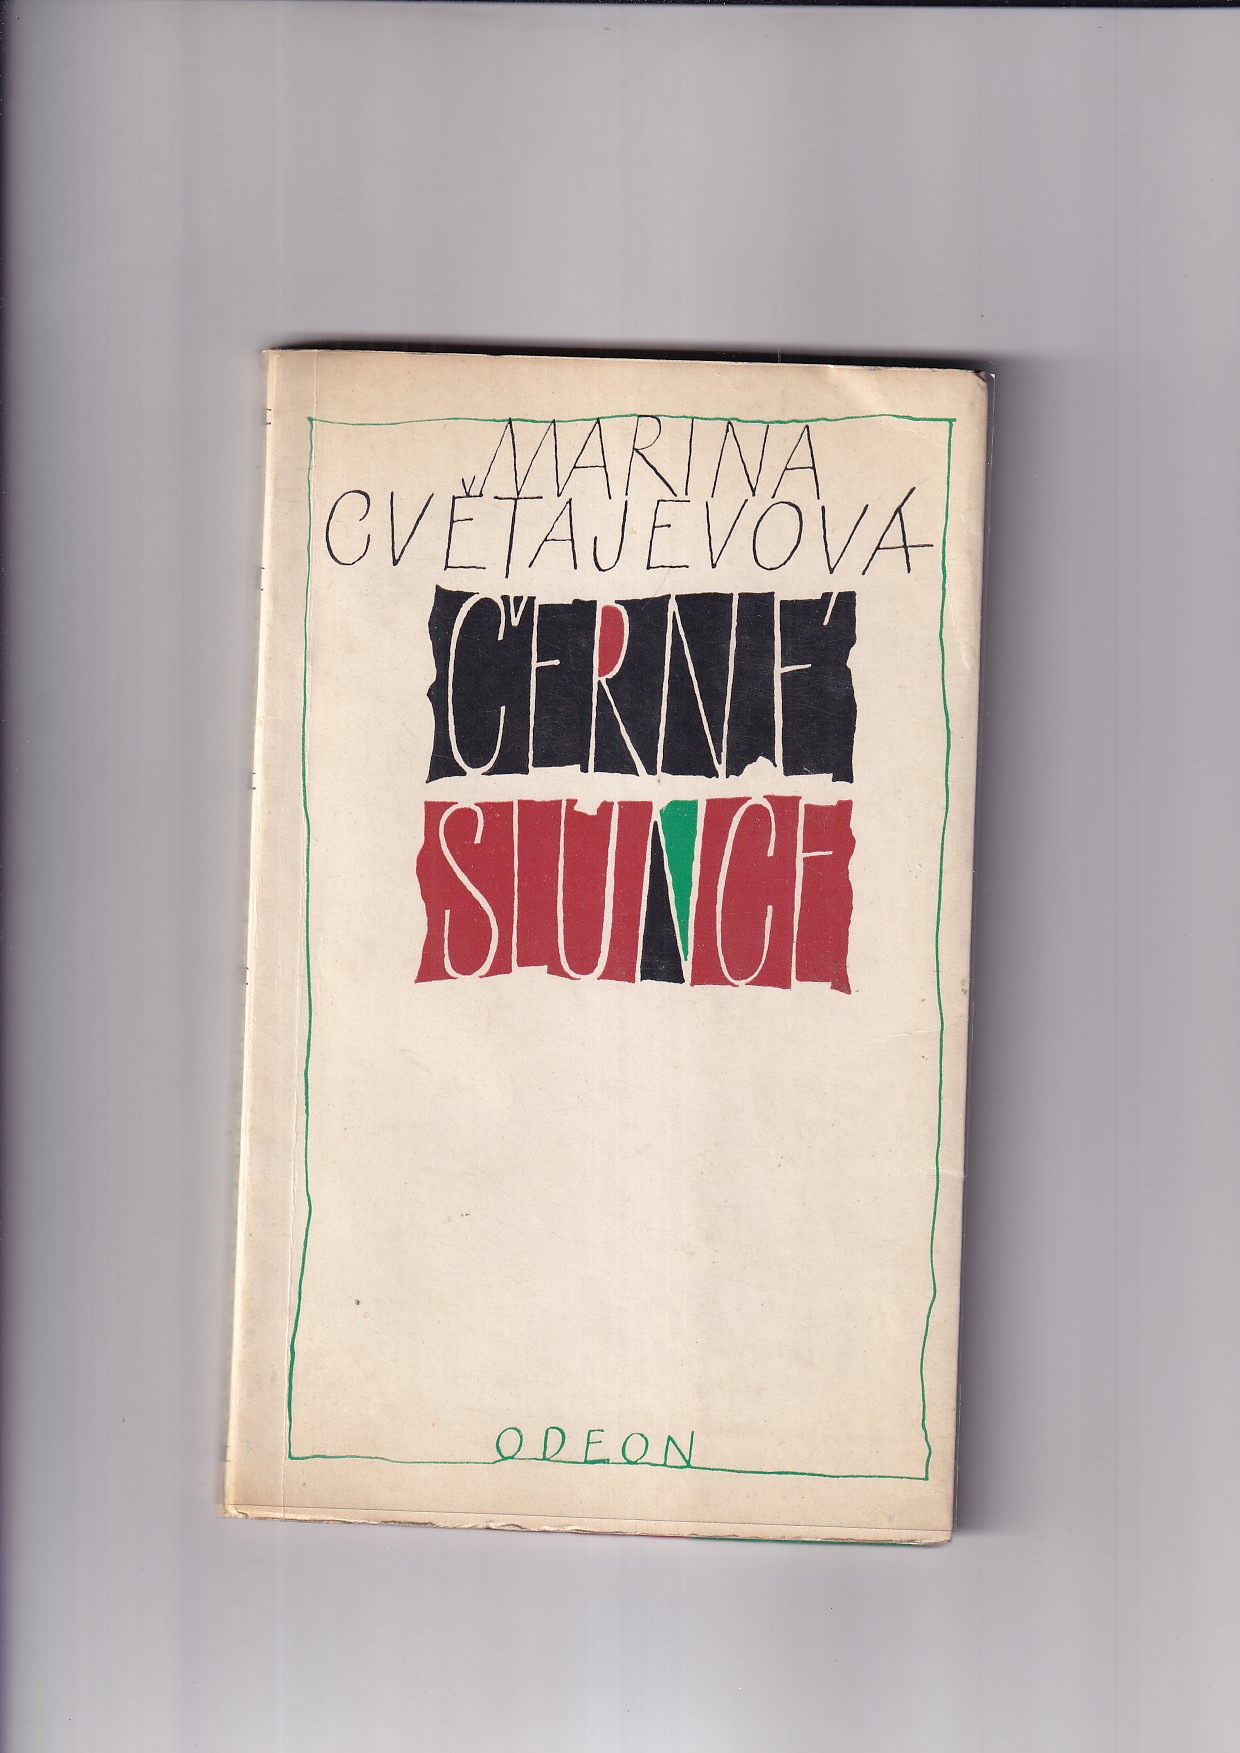 MARINA
CVĚTAJEVOVÁ
ČERNÉ
SLUNCE
ODEON